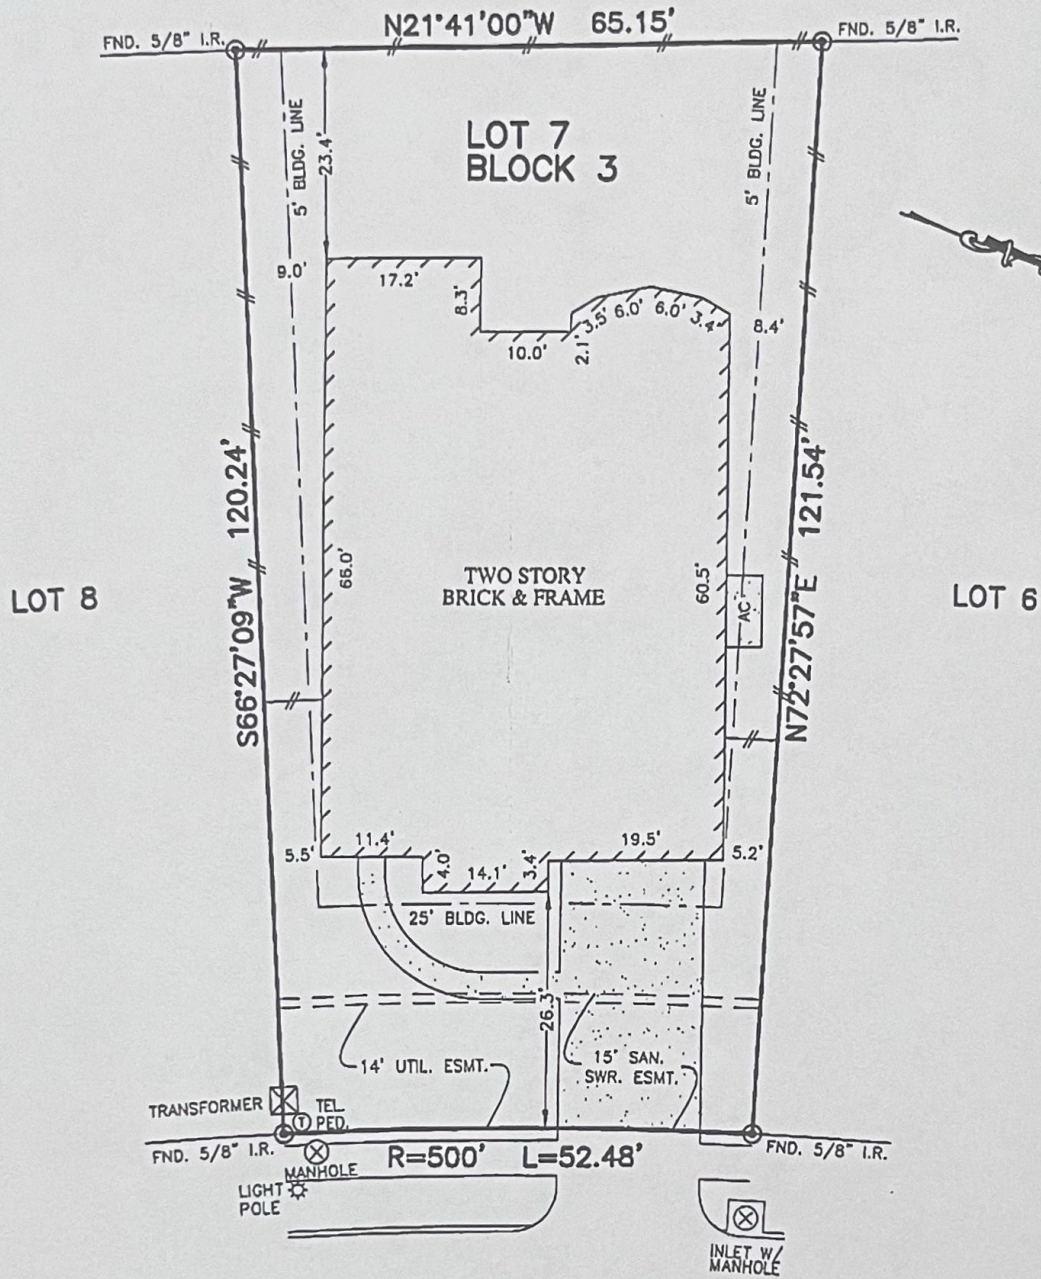 N21°41'00"W 65.15'
FND. 5/8" I.R.
FND. 5/8" I.R.
5' BLDG. LINE
23.4'
LOT 7
BLOCK 3
5' BLDG. LINE
9.0'
17.2'
8.3'
10.0'
2.1'
3.5'
6.0'
6.0'
3.4'
8.4'
S66°27'09"W 120.24'
66.0'
TWO STORY
BRICK & FRAME
60.5'
AC
N72°27'57"E 121.54'
LOT 8
LOT 6
5.5'
11.4'
4.0'
14.1'
3.4'
19.5'
5.2'
25' BLDG. LINE
26.3'
14' UTIL. ESMT.
15' SAN.
SWR. ESMT.
TRANSFORMER
T
TEL
PED.
FND. 5/8" I.R.
MANHOLE
R=500' L=52.48'
FND. 5/8" I.R.
LIGHT
POLE
INLET W/
MANHOLE